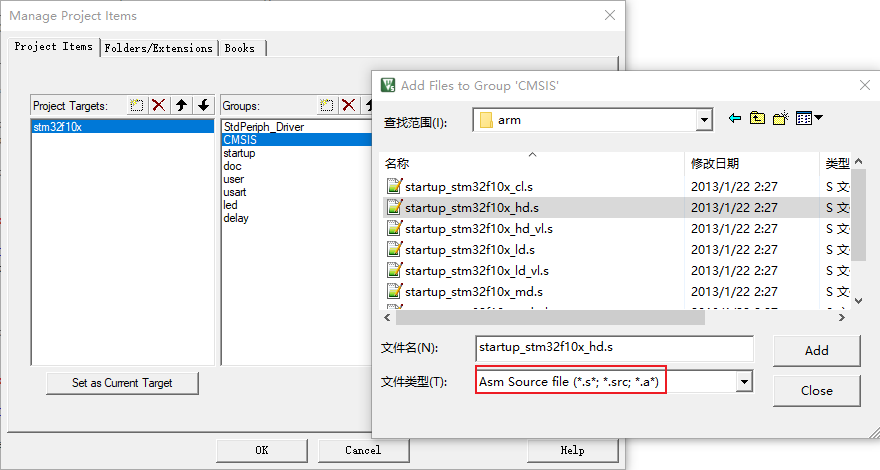 Manage Project Items
Project Items
Folders/Extensions
Books
Project Targets:
stm32f10x
Set as Current Target
Groups:
StdPeriph_Driver
CMSIS
startup
doc
user
usart
led
delay
OK
Cancel
Help
Add Files to Group 'CMSIS'
查找范围(I):
arm
名称 修改日期 类型
startup_stm32f10x_cl.s 2013/1/22 2:27 S 文
startup_stm32f10x_hd.s 2013/1/22 2:27 S 文
startup_stm32f10x_hd_vl.s 2013/1/22 2:27 S 文
startup_stm32f10x_ld.s 2013/1/22 2:27 S 文
startup_stm32f10x_ld_vl.s 2013/1/22 2:27 S 文
startup_stm32f10x_md.s 2013/1/22 2:27 S 文
文件名(N):
startup_stm32f10x_hd.s
Add
文件类型(T):
Asm Source file (*.s*; *.src; *.a*)
Close